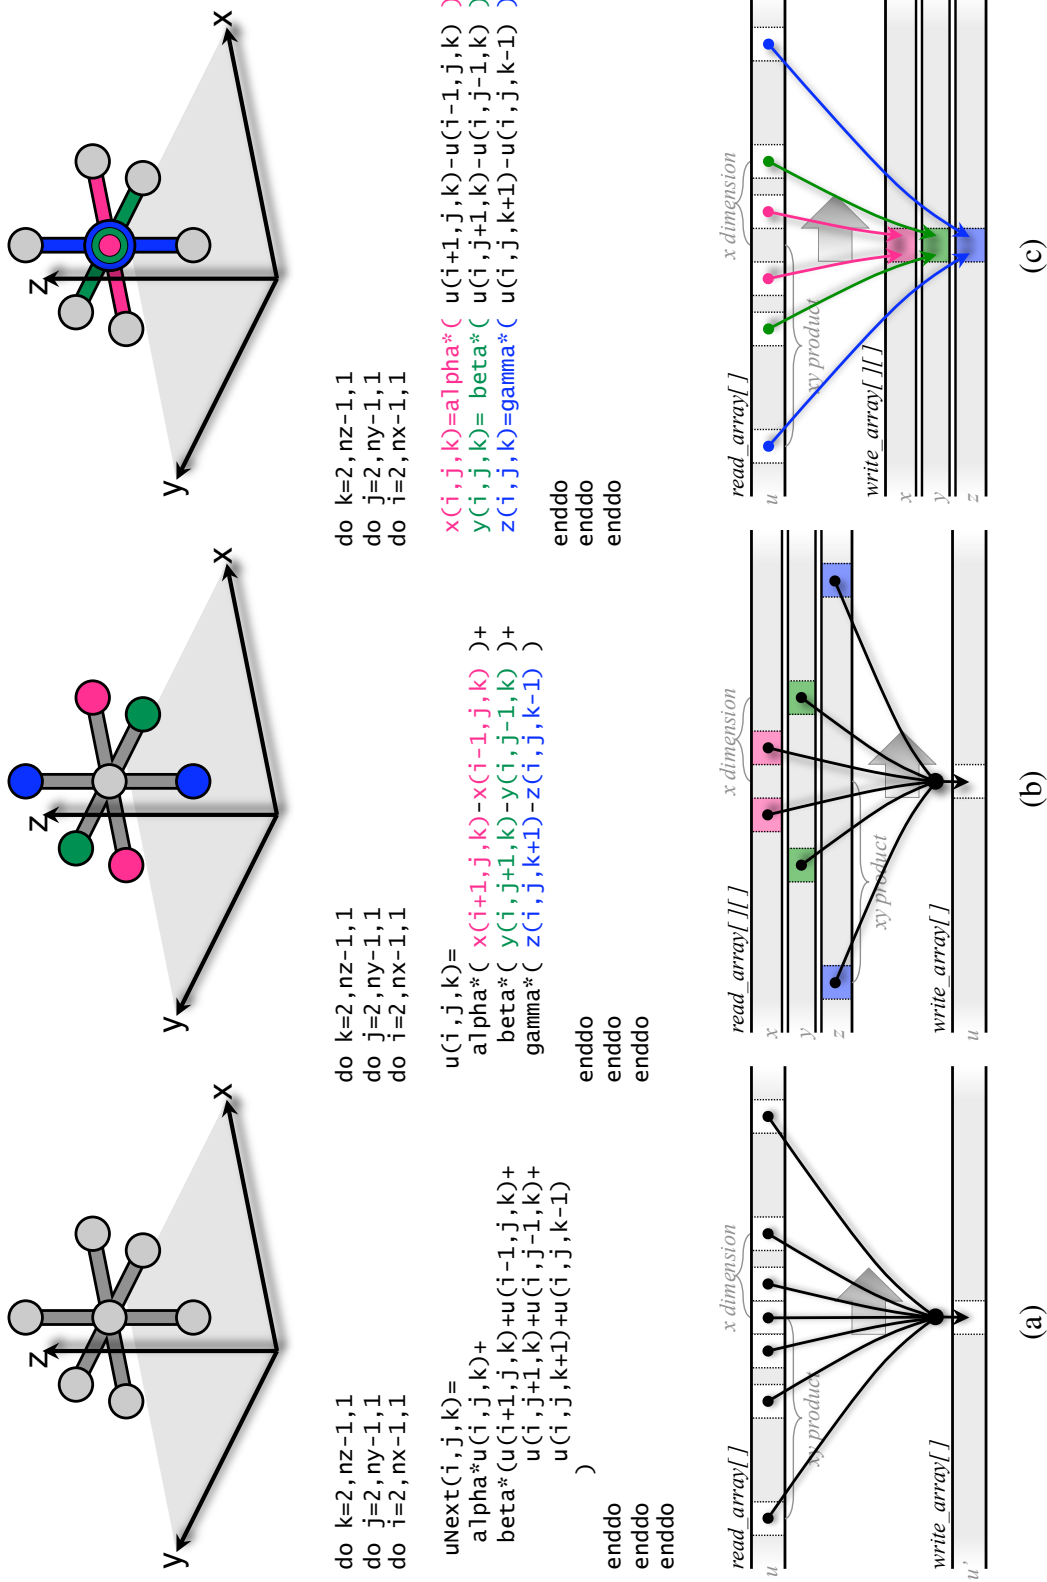 z
y
x
do k=2,nz-1,1
do j=2,ny-1,1
do i=2,nx-1,1
uNext(i,j,k)=
alpha*u(i,j,k)+
beta*(u(i+1,j,k)+u(i-1,j,k)+
u(i,j+1,k)+u(i,j-1,k)+
u(i,j,k+1)+u(i,j,k-1)
)
enddo
enddo
enddo
x dimension
read_array[ ]
u
xy product
write_array[ ]
u'
(a)
z
y
x
do k=2,nz-1,1
do j=2,ny-1,1
do i=2,nx-1,1
u(i,j,k)=
alpha*( x(i+1,j,k)-x(i-1,j,k) )+
beta*( y(i,j+1,k)-y(i,j-1,k) )+
gamma*( z(i,j,k+1)-z(i,j,k-1) )
enddo
enddo
enddo
x dimension
read_array[ ][ ]
x
y
z
xy product
write_array[ ]
u
(b)
z
y
x
do k=2,nz-1,1
do j=2,ny-1,1
do i=2,nx-1,1
x(i,j,k)=alpha*( u(i+1,j,k)-u(i-1,j,k) )
y(i,j,k)= beta*( u(i,j+1,k)-u(i,j-1,k) )
z(i,j,k)=gamma*( u(i,j,k+1)-u(i,j,k-1) )
enddo
enddo
enddo
x dimension
read_array[ ]
u
xy product
write_array[ ][ ]
x
y
z
(c)